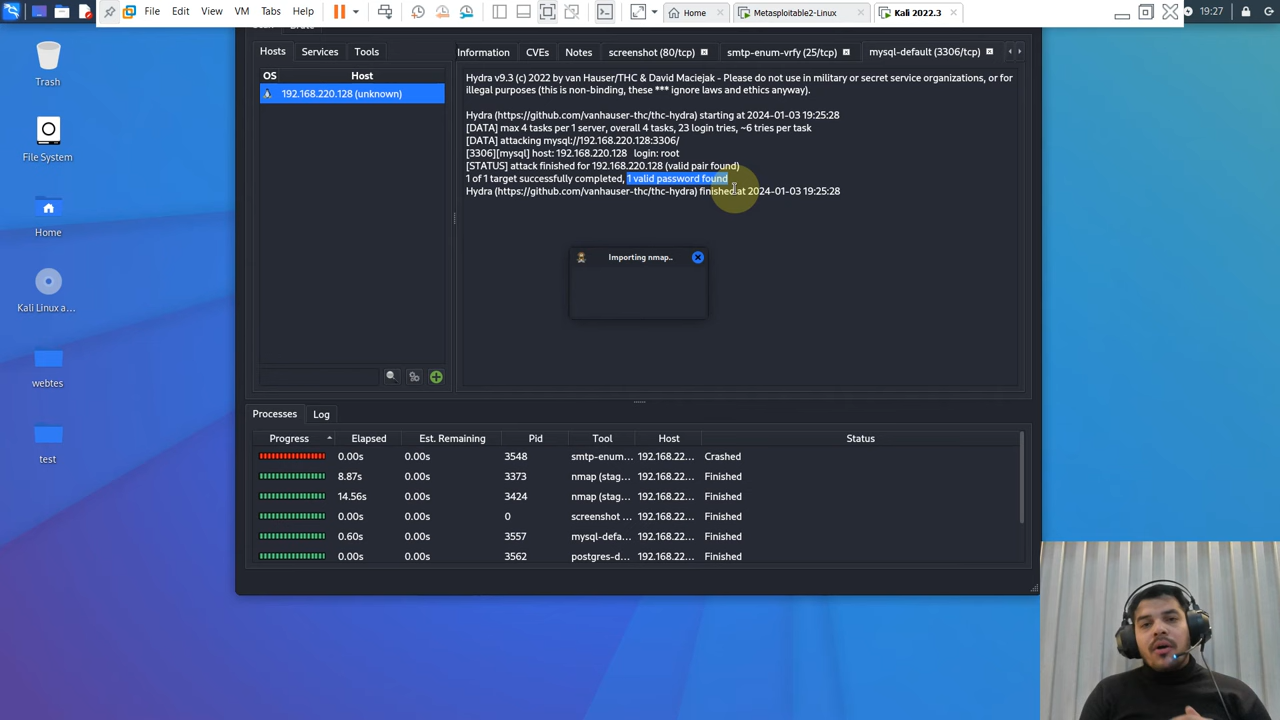 File Edit View VM Tabs Help
Home
Metasploitable2-Linux
Kali 2022.3
19:27
Trash
File System
Home
Kali Linux a...
webtes
test
Hosts Services Tools
OS Host
192.168.220.128 (unknown)
Information CVEs Notes screenshot (80/tcp) smtp-enum-vrfy (25/tcp) mysql-default (3306/tcp)
Hydra v9.3 (c) 2022 by van Hauser/THC & David Maciejak - Please do not use in military or secret service organizations, or for
illegal purposes (this is non-binding, these *** ignore laws and ethics anyway).
Hydra (https://github.com/vanhauser-thc/thc-hydra) starting at 2024-01-03 19:25:28
[DATA] max 4 tasks per 1 server, overall 4 tasks, 23 login tries, ~6 tries per task
[DATA] attacking mysql://192.168.220.128:3306/
[3306][mysql] host: 192.168.220.128 login: root
[STATUS] attack finished for 192.168.220.128 (valid pair found)
1 of 1 target successfully completed, 1 valid password found
Hydra (https://github.com/vanhauser-thc/thc-hydra) finished at 2024-01-03 19:25:28
Importing nmap..
Processes Log
Progress Elapsed Est. Remaining Pid Tool Host Status
0.00s 0.00s 3548 smtp-enum... 192.168.22... Crashed
8.87s 0.00s 3373 nmap (stag... 192.168.22... Finished
14.56s 0.00s 3424 nmap (stag... 192.168.22... Finished
0.00s 0.00s 0 screenshot ... 192.168.22... Finished
0.60s 0.00s 3557 mysql-defa... 192.168.22... Finished
0.00s 0.00s 3562 postgres-d... 192.168.22... Finished